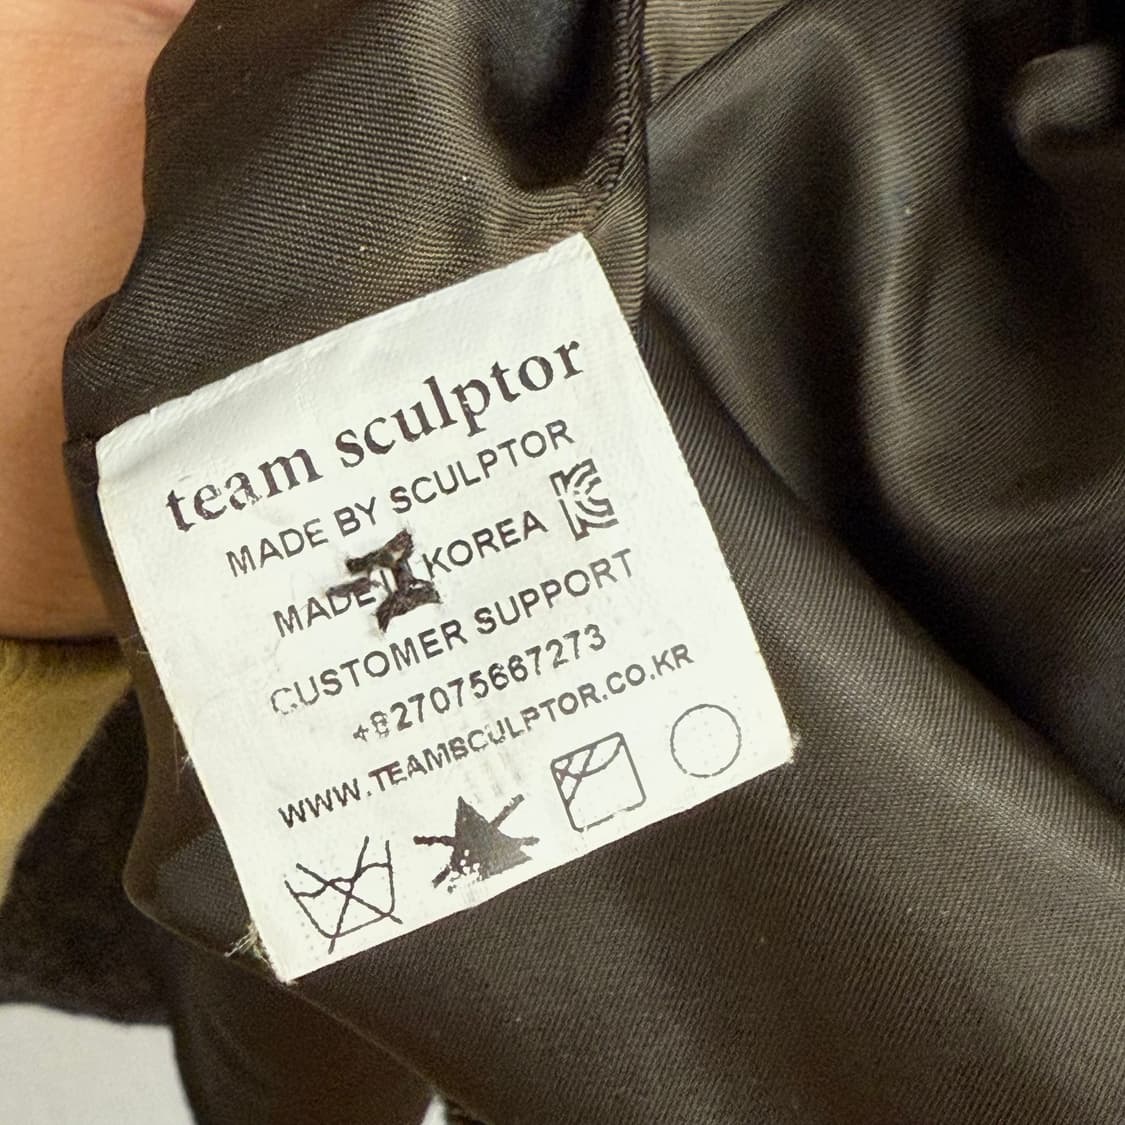 team sculptor
MADE BY SCULPTOR
MADE IN KOREA
CUSTOMER SUPPORT
+827075667273
WWW.TEAMSCULPTOR.CO.KR